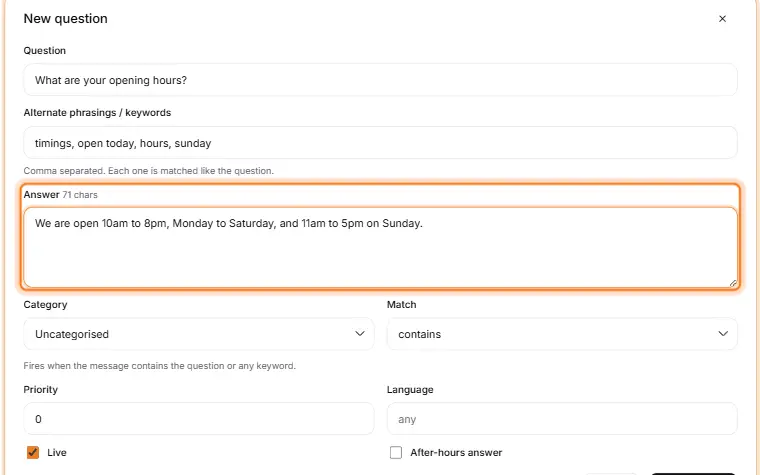 New question
×
Question
What are your opening hours?
Alternate phrasings / keywords
timings, open today, hours, sunday
Comma separated. Each one is matched like the question.
Answer 71 chars
We are open 10am to 8pm, Monday to Saturday, and 11am to 5pm on Sunday.
Category
Match
Uncategorised
contains
Fires when the message contains the question or any keyword.
Priority
Language
0
any
Live
After-hours answer